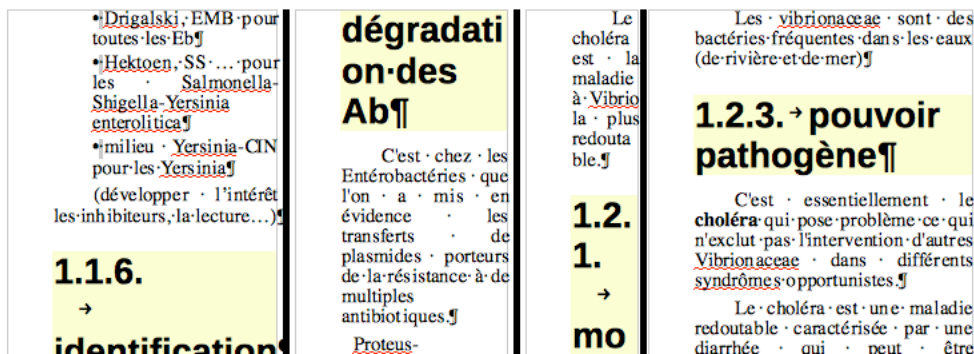 •Drigalski, EMB pour
toutes les Eb¶
•Hektoen, SS … pour
les Salmonella-
Shigella-Yersinia
enterolitica¶
•milieu Yersinia-CIN
pour les Yersinia¶
(développer l'intérêt
les inhibiteurs, la lecture…)¶
1.1.6.
→
identification¶
dégradati
on des
Ab¶
C'est chez les
Entérobactéries que
l'on a mis en
évidence les
transferts de
plasmides porteurs
de la résistance à de
multiples
antibiotiques.¶
Proteus-
Le
choléra
est la
maladie
à Vibrio
la plus
redouta
ble.¶
1.2.
1.
→
mo
Les vibrionaceae sont des
bactéries fréquentes dans les eaux
(de rivière et de mer)¶
1.2.3. → pouvoir
pathogène¶
C'est essentiellement le
choléra qui pose problème ce qui
n'exclut pas l'intervention d'autres
Vibrionaceae dans différents
syndrômes opportunistes.¶
Le choléra est une maladie
redoutable caractérisée par une
diarrhée qui peut être